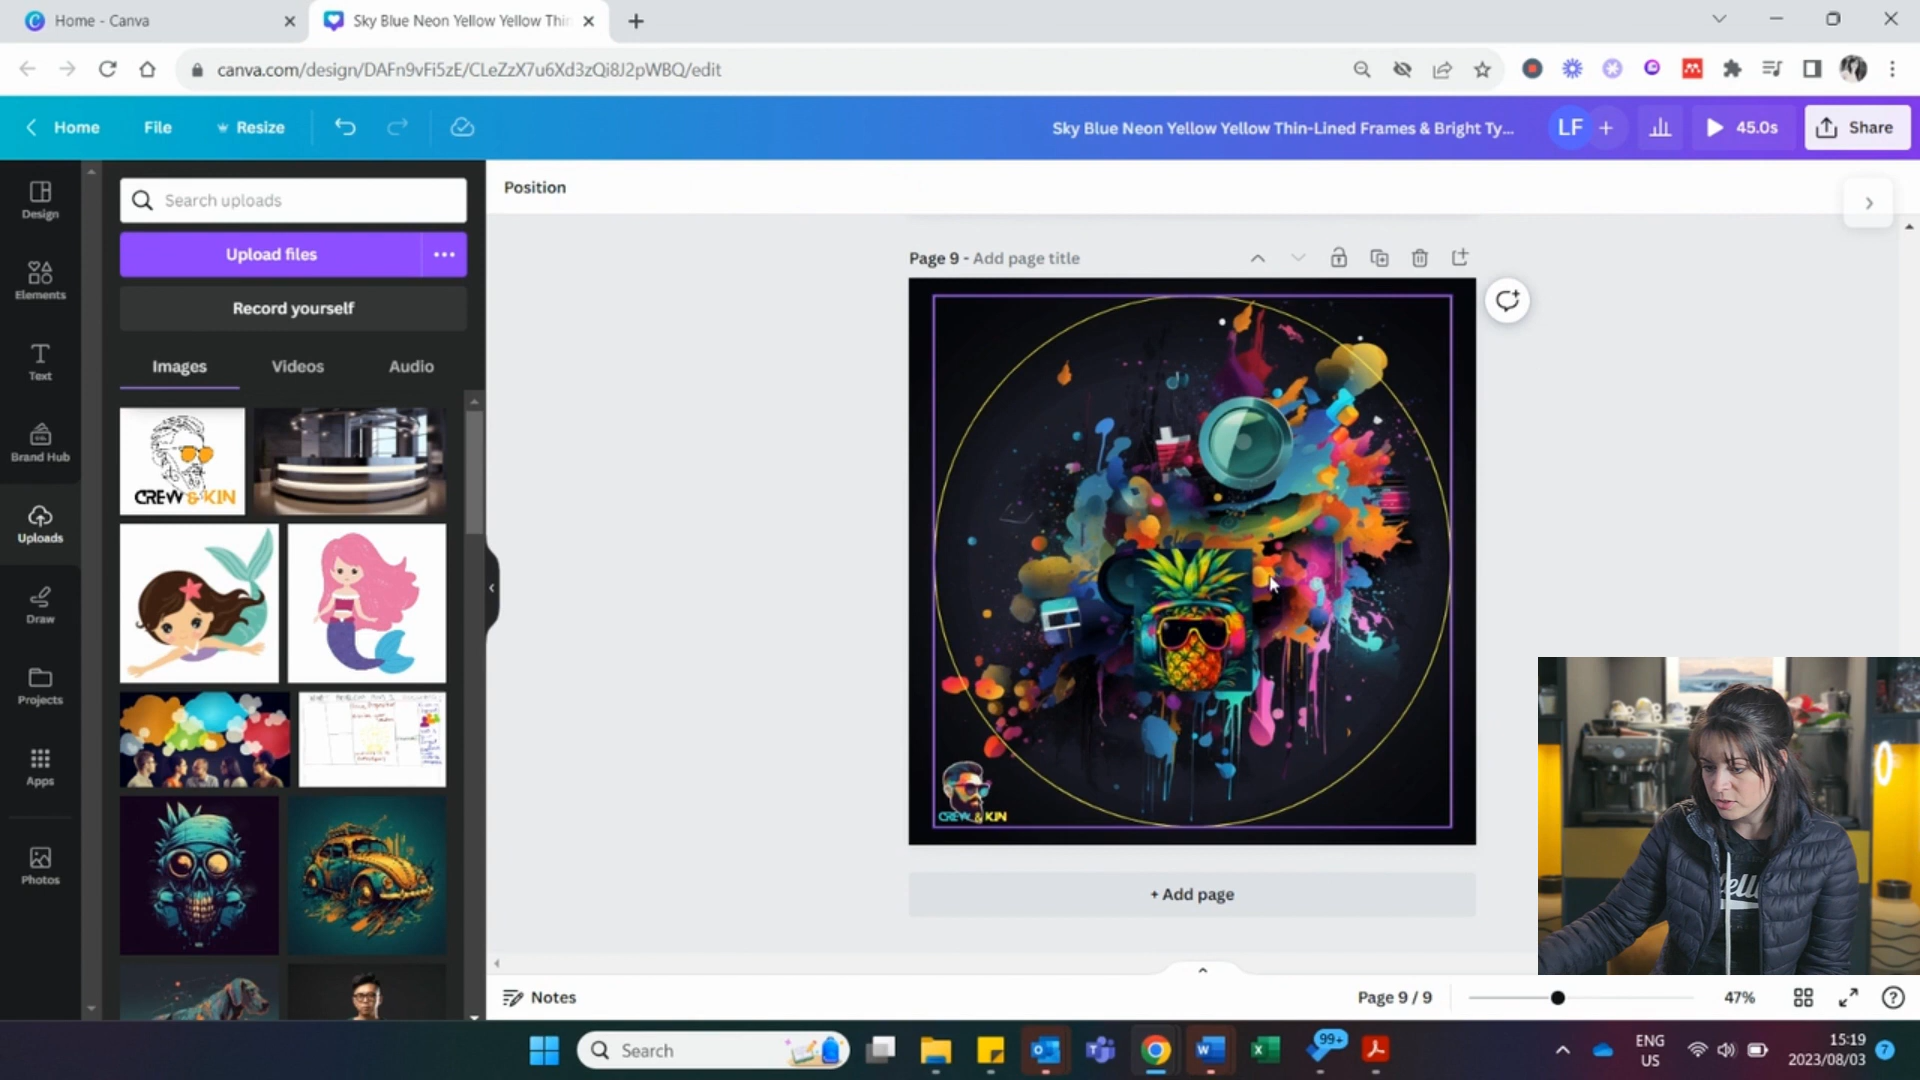 Home - Canva
Sky Blue Neon Yellow Yellow Thin
canva.com/design/DAFn9vFi5zE/CLeZzX7u6Xd3zQi8J2pWBQ/edit
Home
File
Resize
Sky Blue Neon Yellow Yellow Thin-Lined Frames & Bright Ty...
LF
45.0s
Share
Design
Elements
Text
Brand Hub
Uploads
Draw
Projects
Apps
Photos
Search uploads
Upload files
Record yourself
Images
Videos
Audio
CREW & KIN
Position
Page 9 - Add page title
CREW & KIN
+ Add page
Notes
Page 9 / 9
47%
Search
99+
ENG
US
15:19
2023/08/03
7